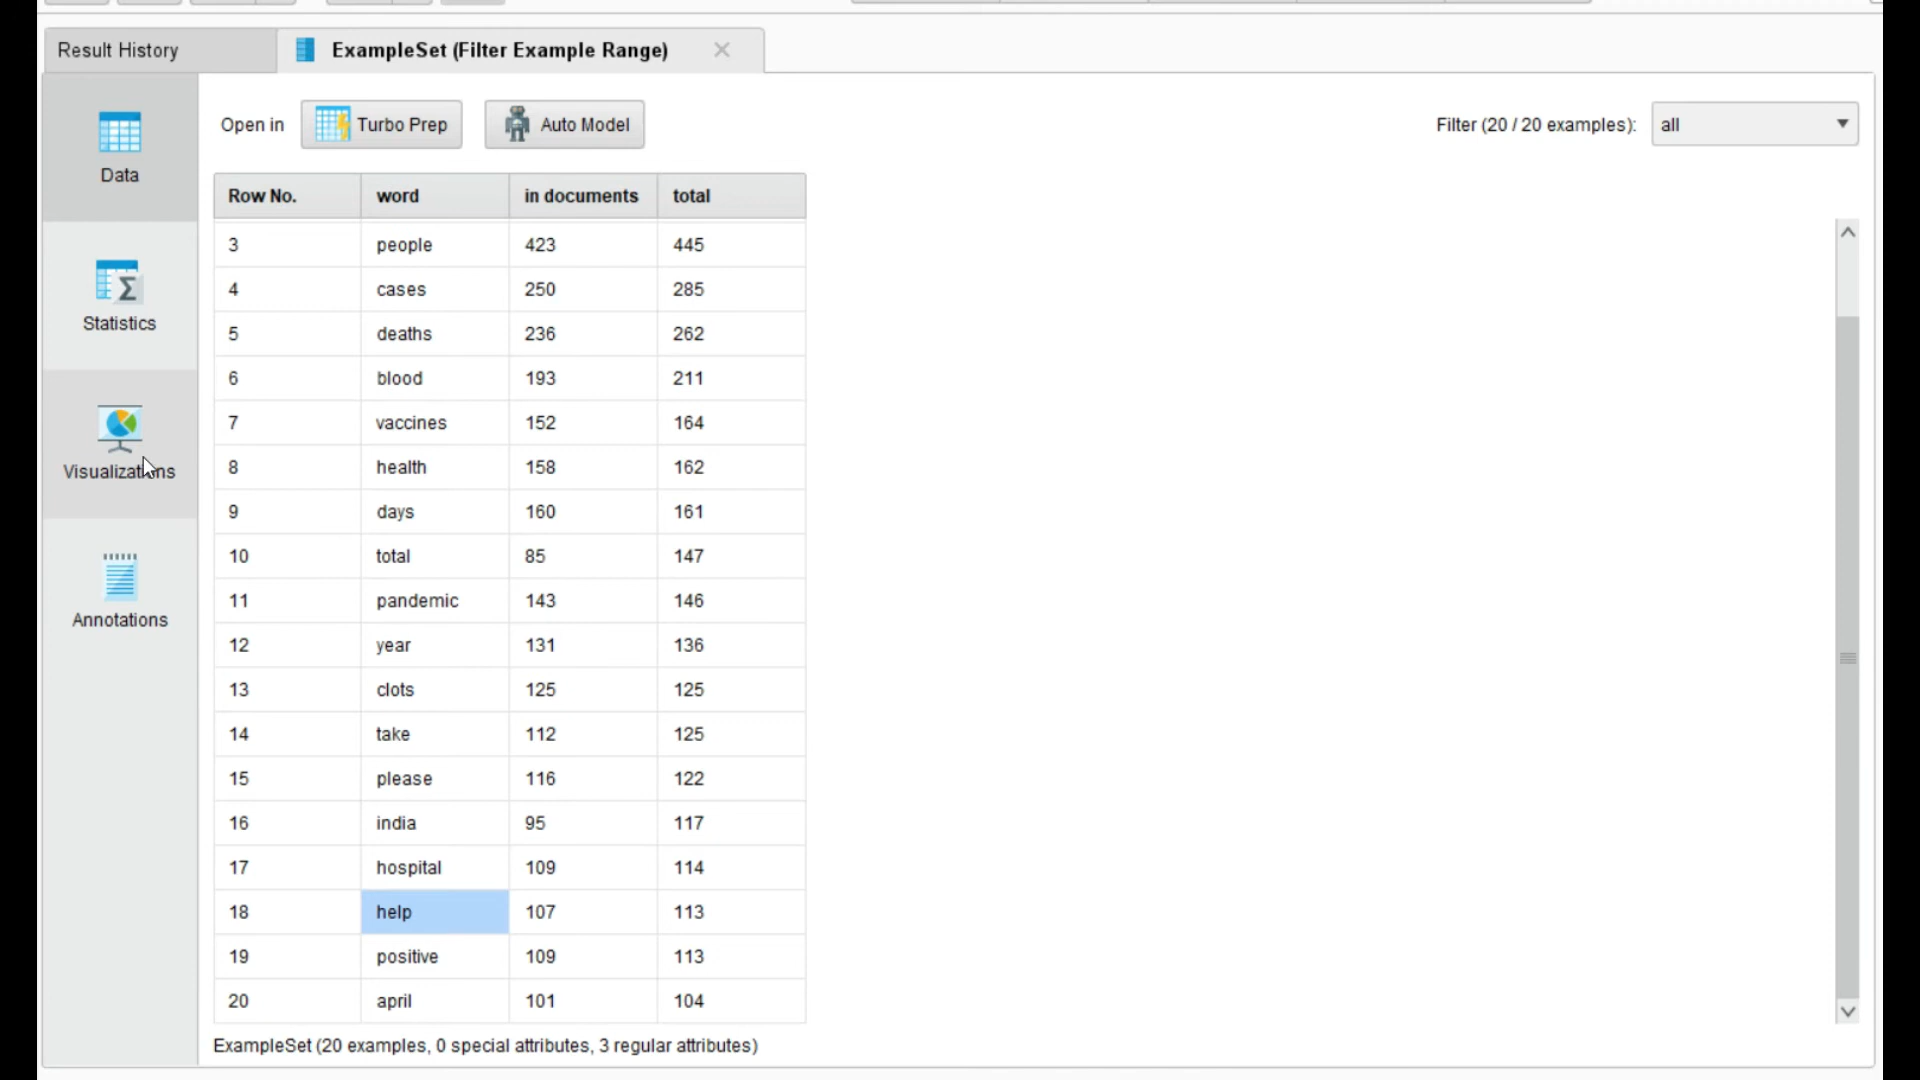 Result History ExampleSet (Filter Example Range)
Open in Turbo Prep Auto Model Filter (20 / 20 examples): all
Data
Statistics
Visualizations
Annotations
Row No. word in documents total
3 people 423 445
4 cases 250 285
5 deaths 236 262
6 blood 193 211
7 vaccines 152 164
8 health 158 162
9 days 160 161
10 total 85 147
11 pandemic 143 146
12 year 131 136
13 clots 125 125
14 take 112 125
15 please 116 122
16 india 95 117
17 hospital 109 114
18 help 107 113
19 positive 109 113
20 april 101 104
ExampleSet (20 examples, 0 special attributes, 3 regular attributes)